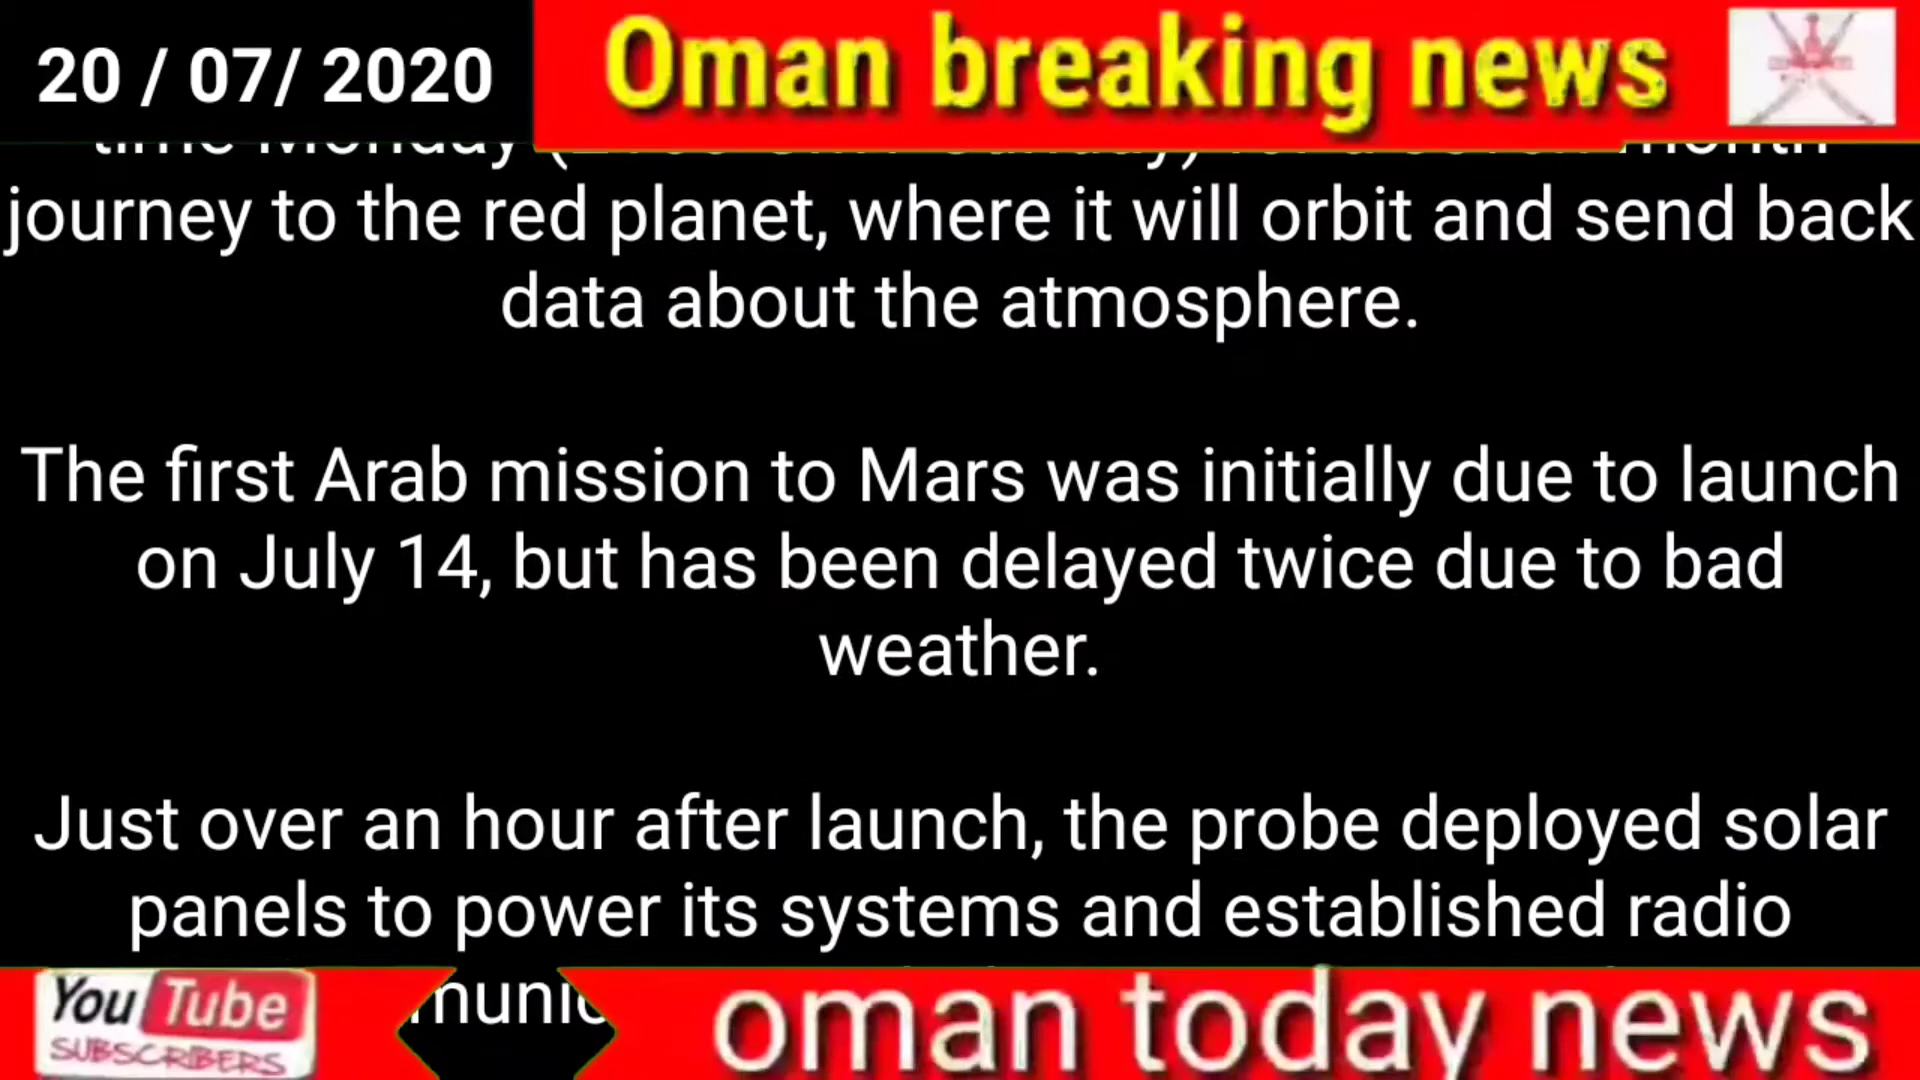 20 / 07/ 2020
Oman breaking news
time Monday
journey to the red planet, where it will orbit and send back
data about the atmosphere.
The first Arab mission to Mars was initially due to launch
on July 14, but has been delayed twice due to bad
weather.
Just over an hour after launch, the probe deployed solar
panels to power its systems and established radio
You Tube
SUBSCRIBERS
oman today news